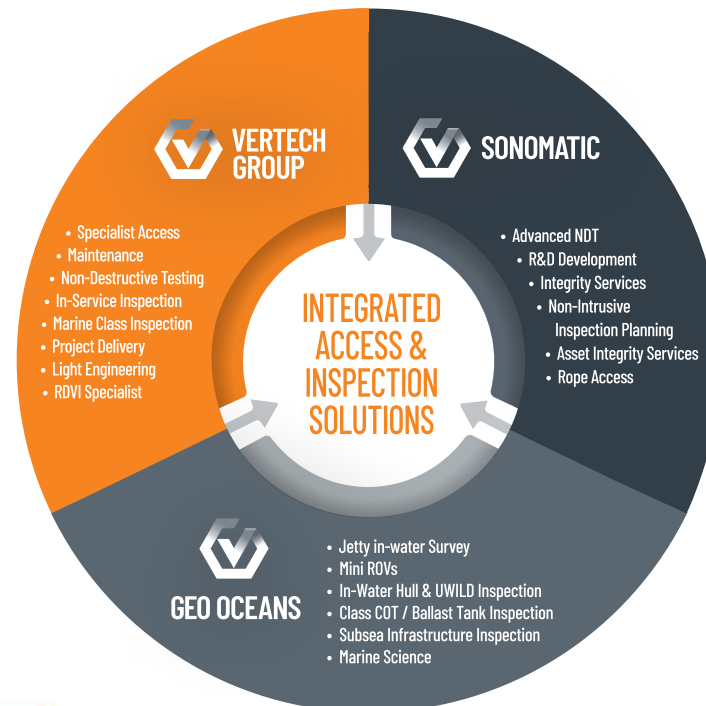 VERTECH
GROUP
• Specialist Access
• Maintenance
• Non-Destructive Testing
• In-Service Inspection
• Marine Class Inspection
• Project Delivery
• Light Engineering
• RDVI Specialist
SONOMATIC
• Advanced NDT
• R&D Development
• Integrity Services
• Non-Intrusive
Inspection Planning
• Asset Integrity Services
• Rope Access
INTEGRATED
ACCESS &
INSPECTION
SOLUTIONS
GEO OCEANS
• Jetty in-water Survey
• Mini ROVs
• In-Water Hull & UWILD Inspection
• Class COT / Ballast Tank Inspection
• Subsea Infrastructure Inspection
• Marine Science